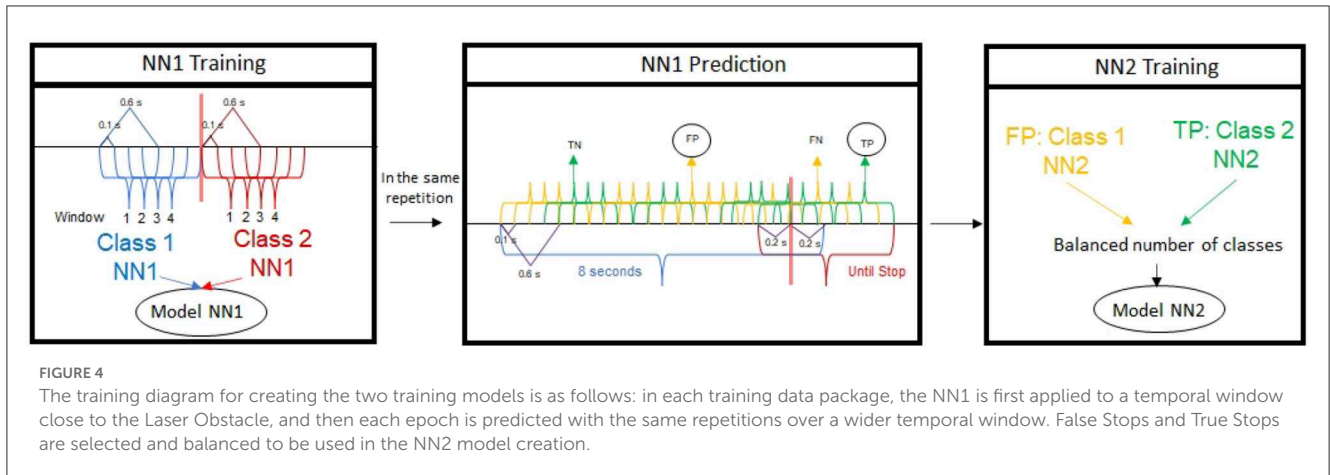 NN1 Training
0.6 s
0.6 s
0.1 s
0.1 s
Window
1 2 3 4
1 2 3 4
Class 1
NN1
Class 2
NN1
Model NN1
In the same
repetition
NN1 Prediction
TN
FP
FN
TP
0.1 s
0.6 s
0.2 s
0.2 s
8 seconds
Until Stop
NN2 Training
FP: Class 1
NN2
TP: Class 2
NN2
Balanced number of classes
Model NN2
FIGURE 4
The training diagram for creating the two training models is as follows: in each training data package, the NN1 is first applied to a temporal window
close to the Laser Obstacle, and then each epoch is predicted with the same repetitions over a wider temporal window. False Stops and True Stops
are selected and balanced to be used in the NN2 model creation.